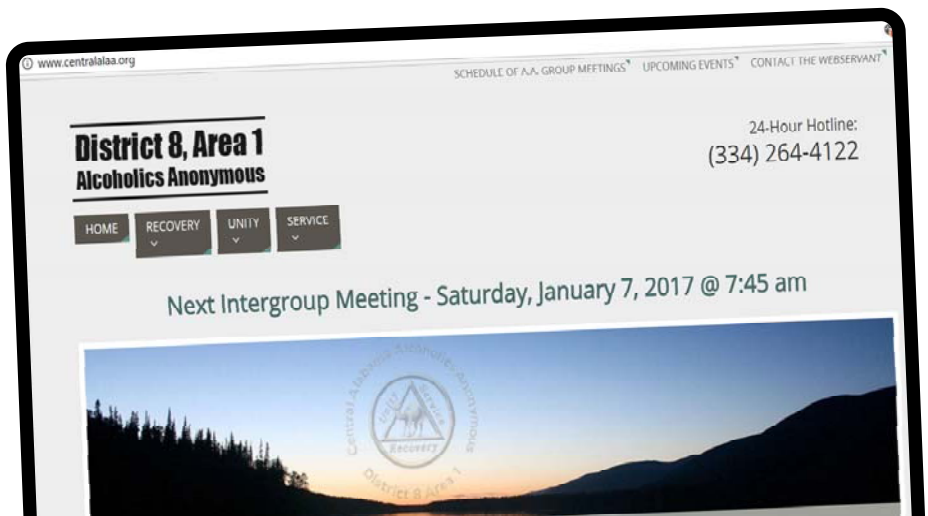 www.centralalaa.org
SCHEDULE OF A.A. GROUP MEETINGS UPCOMING EVENTS CONTACT THE WEBSERVANT
District 8, Area 1
Alcoholics Anonymous
24-Hour Hotline:
(334) 264-4122
HOME RECOVERY UNITY SERVICE
Next Intergroup Meeting - Saturday, January 7, 2017 @ 7:45 am
Central Alabama Alcoholics Anonymous
Unity Service
Recovery
District 8 Area 1